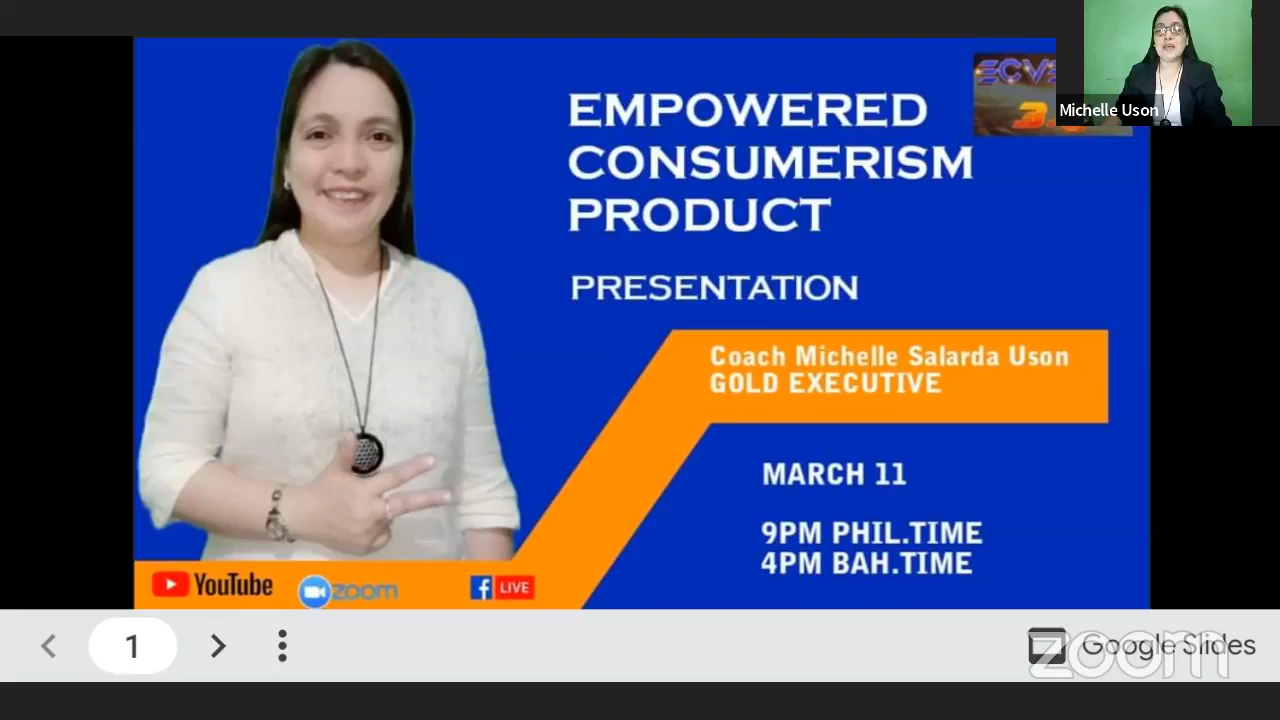 EMPOWERED
CONSUMERISM
PRODUCT
PRESENTATION
Coach Michelle Salarda Uson
GOLD EXECUTIVE
MARCH 11
9PM PHIL.TIME
4PM BAH.TIME
YouTube
zoom
LIVE
Michelle Uson
1
Google Slides
zoom